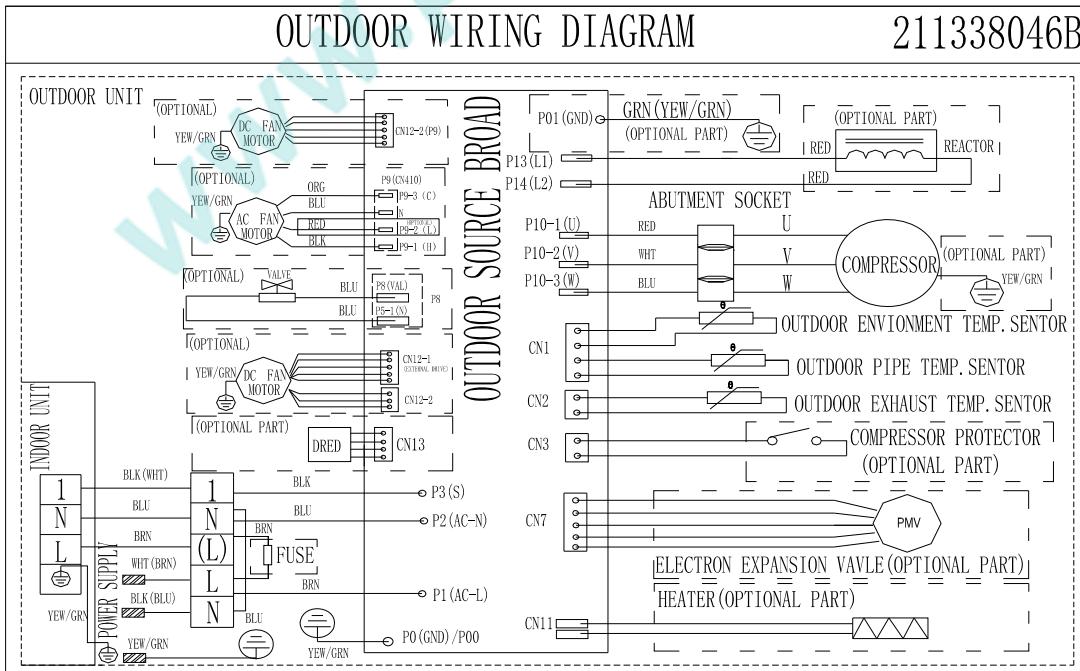 OUTDOOR WIRING DIAGRAM
211338046B
OUTDOOR UNIT
(OPTIONAL)
YEW/GRN
DC FAN
MOTOR
CN12-2(P9)
(OPTIONAL)
YEW/GRN
AC FAN
MOTOR
ORG
BLU
RED
BLK
P9(CN410)
P9-3 (C)
N
(OPTIONAL)
P9-2 (L)
P9-1 (H)
(OPTIONAL)
VALVE
BLU
BLU
P8(VAL)
P5-1(N)
P8
(OPTIONAL)
YEW/GRN
DC FAN
MOTOR
CN12-1
(EXTERNAL DRIVE)
CN12-2
(OPTIONAL PART)
DRED
CN13
OUTDOOR SOURCE BROAD
INDOOR UNIT
1
N
L
BLK(WHT)
BLU
BRN
WHT(BRN)
BLK(BLU)
YEW/GRN
YEW/GRN
POWER SUPPLY
1
N
(L)
L
N
BLK
BLU
BRN
FUSE
BRN
BLU
YEW/GRN
P3(S)
P2(AC-N)
P1(AC-L)
P0(GND)/P00
P01(GND)
GRN(YEW/GRN)
(OPTIONAL PART)
P13(L1)
P14(L2)
RED
RED
(OPTIONAL PART)
REACTOR
ABUTMENT SOCKET
P10-1(U)
P10-2(V)
P10-3(W)
RED
WHT
BLU
U
V
W
COMPRESSOR
(OPTIONAL PART)
YEW/GRN
CN1
θ
OUTDOOR ENVIONMENT TEMP.SENTOR
θ
OUTDOOR PIPE TEMP.SENTOR
CN2
θ
OUTDOOR EXHAUST TEMP.SENTOR
CN3
COMPRESSOR PROTECTOR
(OPTIONAL PART)
CN7
PMV
ELECTRON EXPANSION VAVLE(OPTIONAL PART)
HEATER(OPTIONAL PART)
CN11
www.